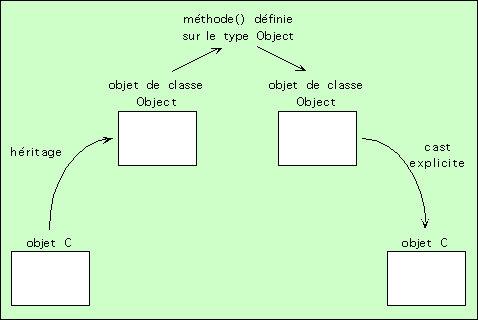 méthode() définie
sur le type Object
objet de classe
Object
objet de classe
Object
héritage
cast
explicite
objet C
objet C